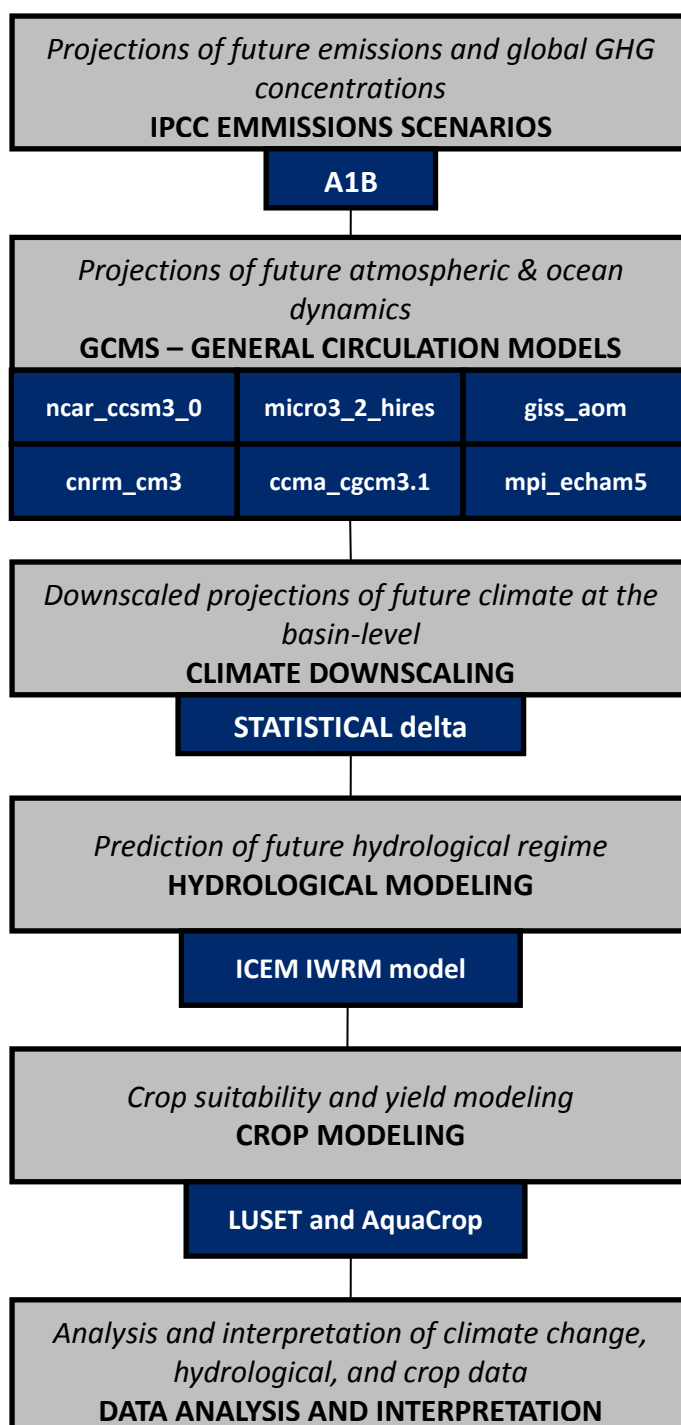 Projections of future emissions and global GHG
concentrations
IPCC EMMISSIONS SCENARIOS
A1B
Projections of future atmospheric & ocean
dynamics
GCMS – GENERAL CIRCULATION MODELS
ncar_ccsm3_0
micro3_2_hires
giss_aom
cnrm_cm3
ccma_cgcm3.1
mpi_echam5
Downscaled projections of future climate at the
basin-level
CLIMATE DOWNSCALING
STATISTICAL delta
Prediction of future hydrological regime
HYDROLOGICAL MODELING
ICEM IWRM model
Crop suitability and yield modeling
CROP MODELING
LUSET and AquaCrop
Analysis and interpretation of climate change,
hydrological, and crop data
DATA ANALYSIS AND INTERPRETATION